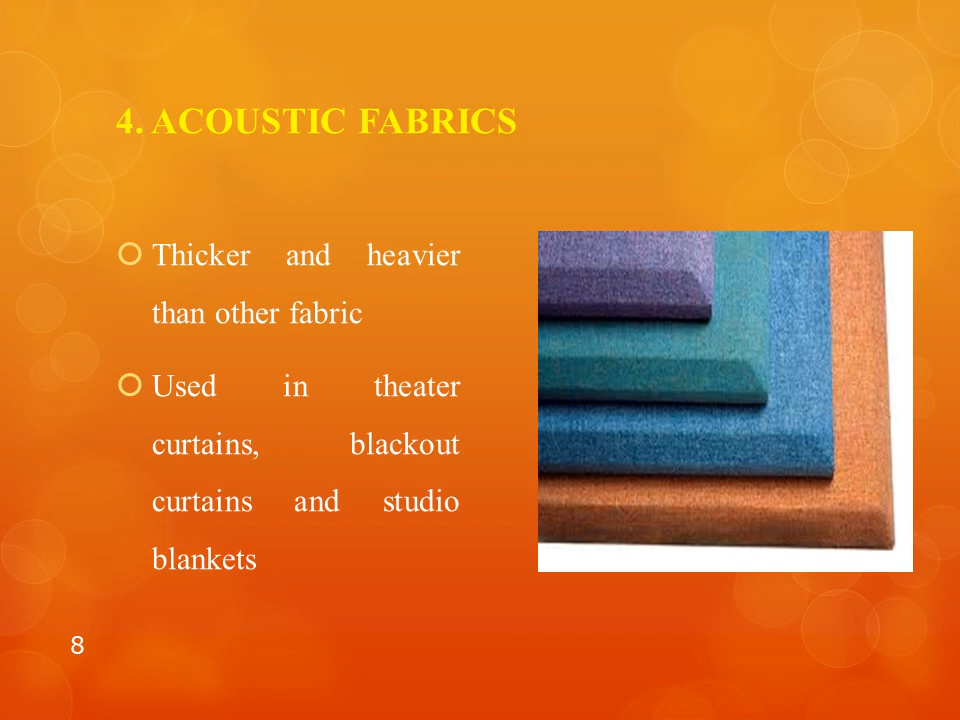 4. ACOUSTIC FABRICS
Thicker and heavier
than other fabric
Used in theater
curtains, blackout
curtains and studio
blankets
8